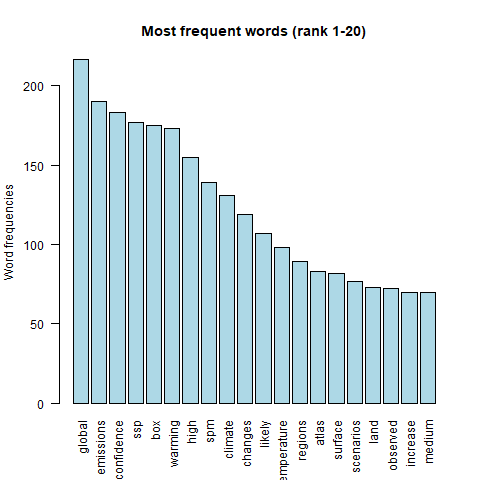 Most frequent words (rank 1-20)
Word frequencies
200
150
100
50
0
global
emissions
confidence
ssp
box
warming
high
spm
climate
changes
likely
emperature
regions
atlas
surface
scenarios
land
observed
increase
medium